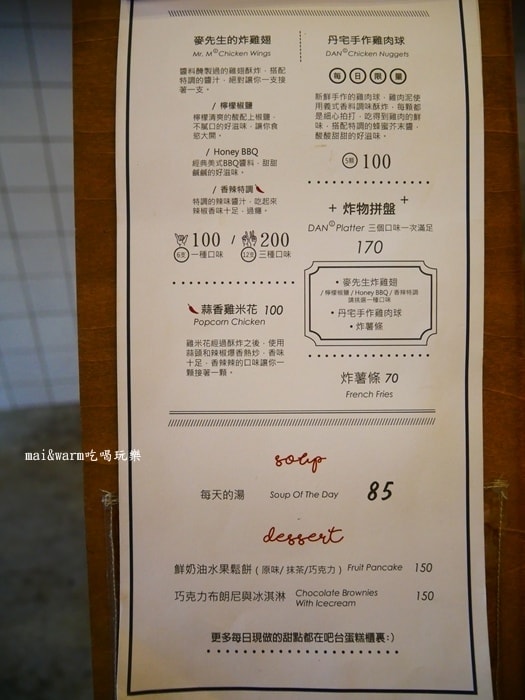 麥先生的炸雞翅
Mr. M Chicken Wings
醬料醃製過的雞翅酥炸，搭配
特調的醬汁，絕對讓你一支接
著一支。
/ 檸檬椒鹽
檸檬清爽的酸配上椒鹽，
不膩口的好滋味，讓你食
慾大開。
/ Honey BBQ
經典美式BBQ醬料，甜甜
鹹鹹的好滋味。
/ 香辣特調
特調的辣味醬汁，吃起來
辣椒香味十足，過癮。
100 / 200
6支 一種口味 12支 三種口味
蒜香雞米花 100
Popcorn Chicken
雞米花經過酥炸之後，使用
蒜頭和辣椒爆香熱炒，香味
十足，香辣辣的口味讓你一
顆接著一顆。
丹宅手作雞肉球
DAN Chicken Nuggets
每 日 限 量
新鮮手作的雞肉球，雞肉泥使
用義式香料調味酥炸，每顆都
是細心拍打，吃得到雞肉的鮮
味，搭配特調的蜂蜜芥末醬，
酸酸甜甜的好滋味。
5顆 100
+ 炸物拼盤 +
DAN Platter 三個口味一次滿足
170
• 麥先生炸雞翅
/ 檸檬椒鹽 / Honey BBQ / 香辣特調
請挑選一種口味
• 丹宅手作雞肉球
• 炸薯條
炸薯條 70
French Fries
soup
每天的湯 Soup Of The Day 85
dessert
鮮奶油水果鬆餅（原味/ 抹茶/巧克力） Fruit Pancake 150
巧克力布朗尼與冰淇淋 Chocolate Brownies
With Icecream 150
更多每日現做的甜點都在吧台蛋糕櫃裏:)
mai&warm吃喝玩樂